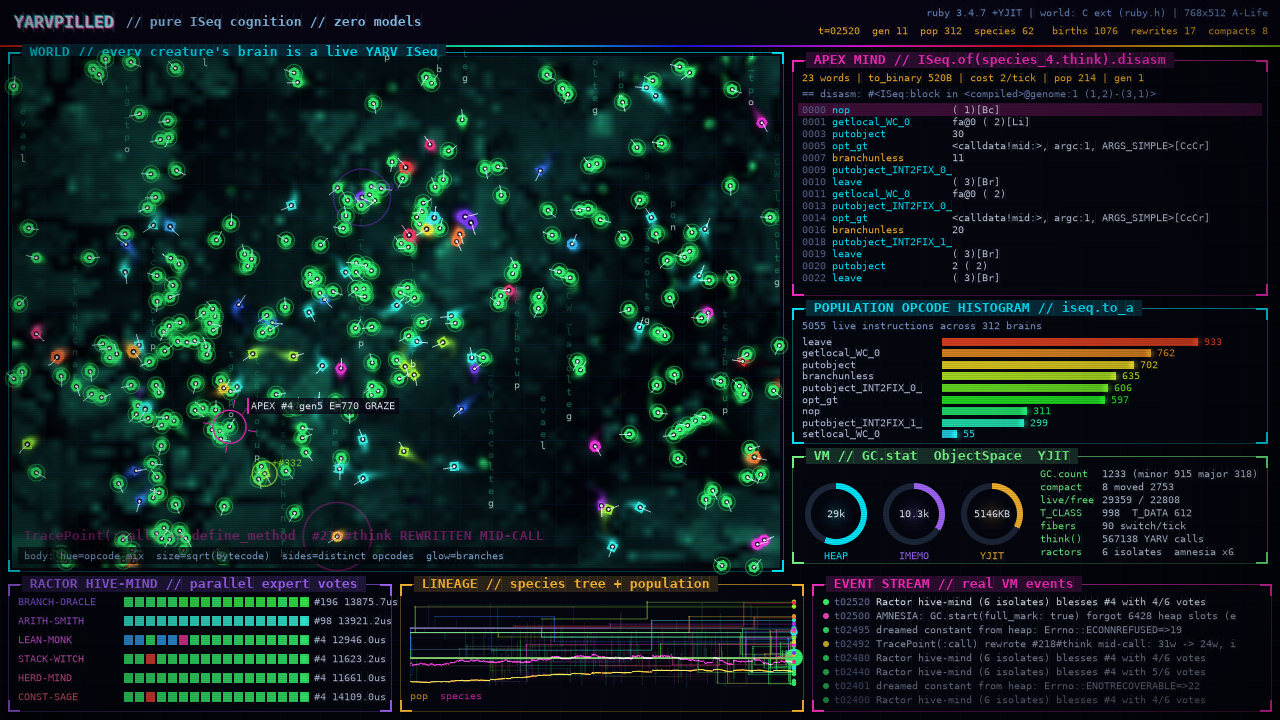 YARVPILLED // pure ISeq cognition // zero models
ruby 3.4.7 +YJIT | world: C ext (ruby.h) | 768x512 A-Life
t=02520 gen 11 pop 312 species 62 births 1076 rewrites 17 compacts 8
WORLD // every creature's brain is a live YARV ISeq
APEX #4 gen5 E=770 GRAZE
#332
#think REWRITTEN MID-CALL
body: hue=opcode mix size=sqrt(bytecode) sides=distinct opcodes glow=branches
APEX MIND // ISeq.of(species_4.think).disasm
23 words | to_binary 520B | cost 2/tick | pop 214 | gen 1
== disasm: #<ISeq:block in <compiled>@genome:1 (1,2)-(3,1)>
0000 nop ( 1)[Bc]
0001 getlocal_WC_0 fa@0 ( 2)[Li]
0003 putobject 30
0005 opt_gt <calldata!mid:>, argc:1, ARGS_SIMPLE>[CcCr]
0007 branchunless 11
0009 putobject_INT2FIX_0_
0010 leave ( 3)[Br]
0011 getlocal_WC_0 fa@0 ( 2)
0013 putobject_INT2FIX_0_
0014 opt_gt <calldata!mid:>, argc:1, ARGS_SIMPLE>[CcCr]
0016 branchunless 20
0018 putobject_INT2FIX_1_
0019 leave ( 3)[Br]
0020 putobject 2 ( 2)
0022 leave ( 3)[Br]
POPULATION OPCODE HISTOGRAM // iseq.to_a
5055 live instructions across 312 brains
leave 933
getlocal_WC_0 762
putobject 702
branchunless 635
putobject_INT2FIX_0_ 606
opt_gt 597
nop 311
putobject_INT2FIX_1_ 299
setlocal_WC_0 55
VM // GC.stat ObjectSpace YJIT
29k
HEAP
10.3k
IMEMO
5146KB
YJIT
GC.count 1233 (minor 915 major 318)
compact 8 moved 2753
live/free 29359 / 22808
T_CLASS 998 T_DATA 612
fibers 90 switch/tick
think() 567138 YARV calls
ractors 6 isolates amnesia x6
RACTOR HIVE-MIND // parallel expert votes
BRANCH-ORACLE #196 13875.7us
ARITH-SMITH #98 13921.2us
LEAN-MONK #4 12946.0us
STACK-WITCH #4 11623.2us
HERD-MIND #4 11661.0us
CONST-SAGE #4 14109.0us
LINEAGE // species tree + population
pop species
EVENT STREAM // real VM events
t02520 Ractor hive-mind (6 isolates) blesses #4 with 4/6 votes
t02500 AMNESIA: GC.start(full_mark: true) forgot 6428 heap slots (e
t02495 dreamed constant from heap: Errno::ECONNREFUSED=>19
t02492 TracePoint(:call) rewrote #218#think mid-call: 31w -> 24w, i
t02480 Ractor hive-mind (6 isolates) blesses #4 with 4/6 votes
t02440 Ractor hive-mind (6 isolates) blesses #4 with 5/6 votes
t02401 dreamed constant from heap: Errno::ENOTRECOVERABLE=>22
t02400 Ractor hive-mind (6 isolates) blesses #4 with 4/6 votes